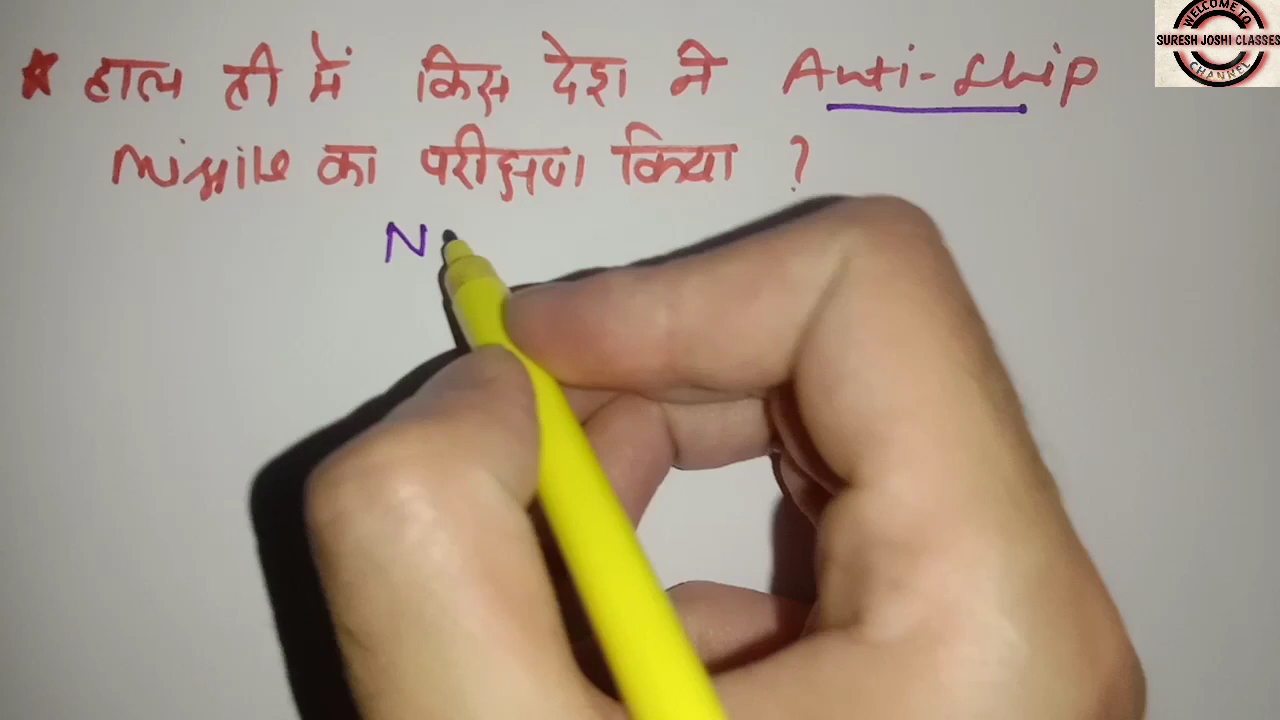 ★ हाल ही में किस देश ने Anti-Ship
Missile का परीक्षण किया ?
N
WELCOME TO
SURESH JOSHI CLASSES
CHANNEL